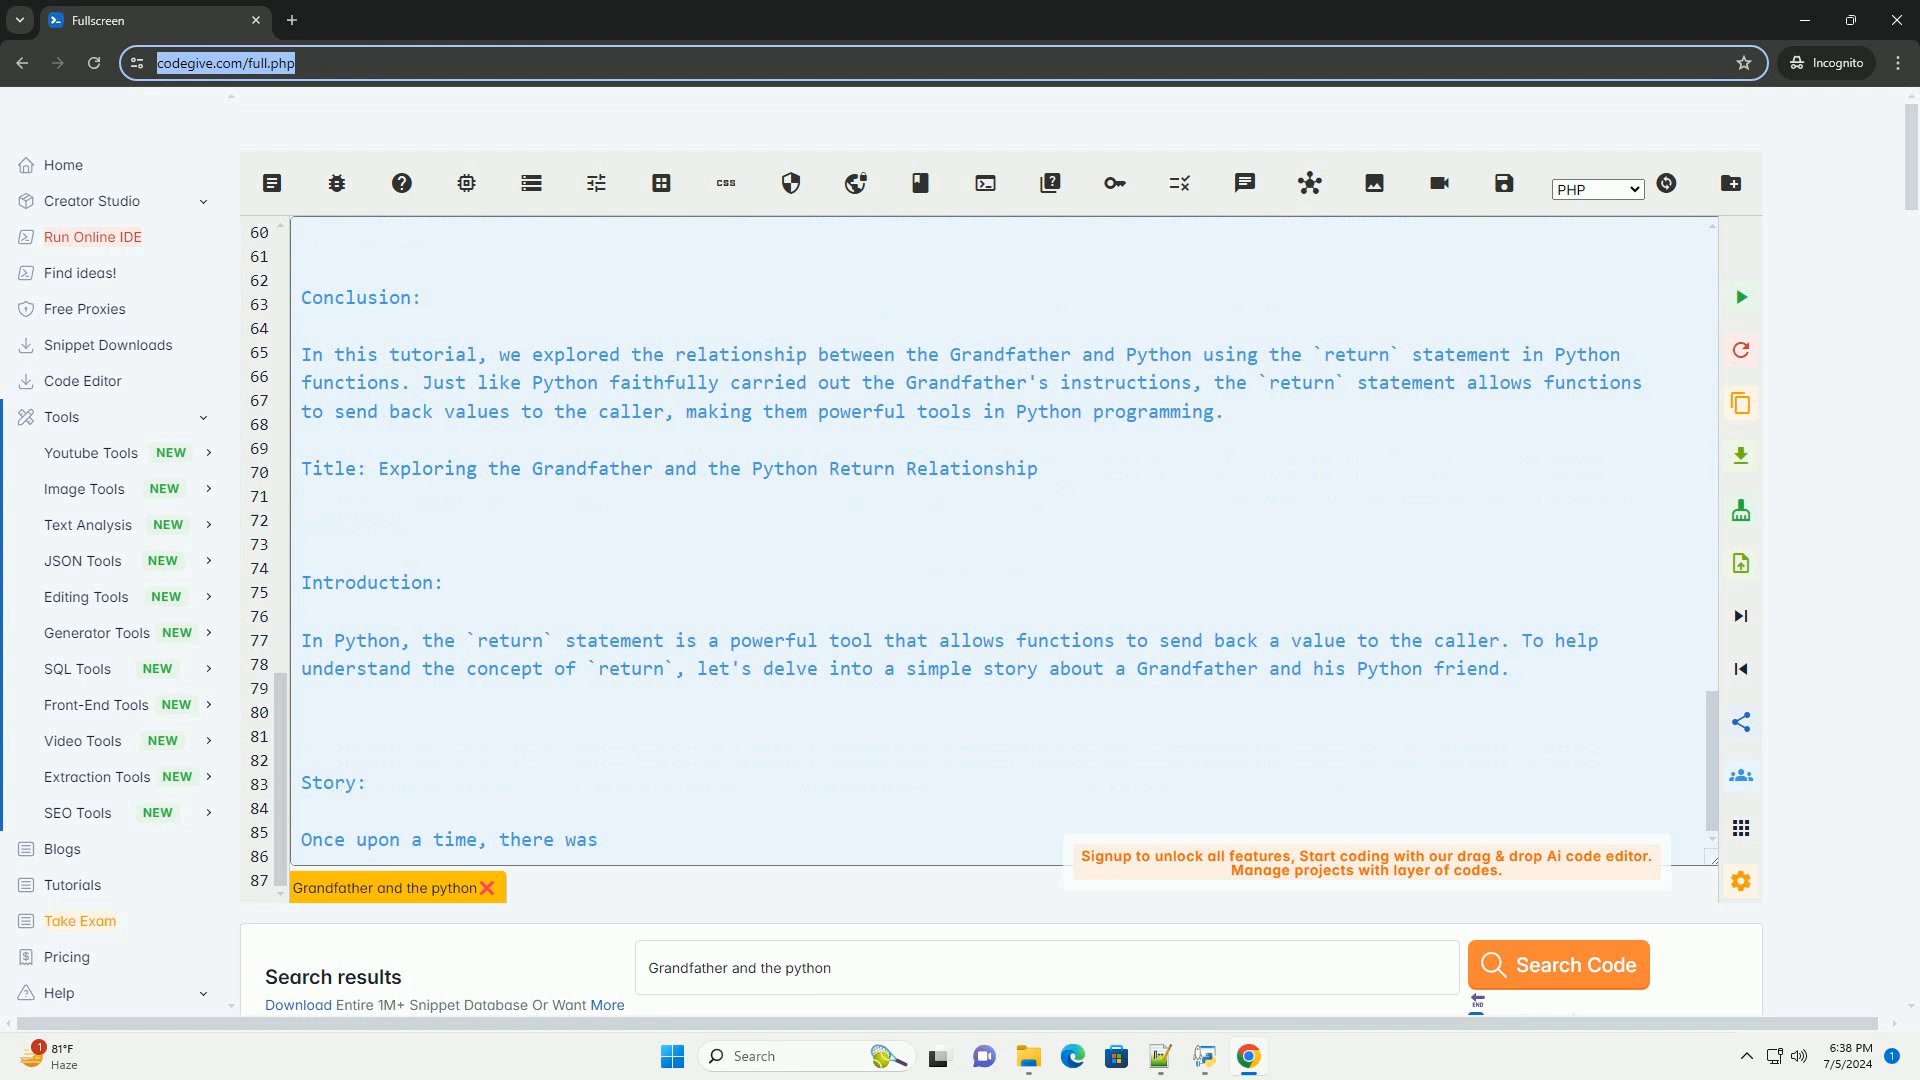 Fullscreen
codegive.com/full.php
Incognito
Home
Creator Studio
Run Online IDE
Find ideas!
Free Proxies
Snippet Downloads
Code Editor
Tools
Youtube Tools NEW
Image Tools NEW
Text Analysis NEW
JSON Tools NEW
Editing Tools NEW
Generator Tools NEW
SQL Tools NEW
Front-End Tools NEW
Video Tools NEW
Extraction Tools NEW
SEO Tools NEW
Blogs
Tutorials
Take Exam
Pricing
Help
css
PHP
60
61
62
63
64
65
66
67
68
69
70
71
72
73
74
75
76
77
78
79
80
81
82
83
84
85
86
87
Conclusion:
In this tutorial, we explored the relationship between the Grandfather and Python using the `return` statement in Python
functions. Just like Python faithfully carried out the Grandfather's instructions, the `return` statement allows functions
to send back values to the caller, making them powerful tools in Python programming.
Title: Exploring the Grandfather and the Python Return Relationship
Introduction:
In Python, the `return` statement is a powerful tool that allows functions to send back a value to the caller. To help
understand the concept of `return`, let's delve into a simple story about a Grandfather and his Python friend.
Story:
Once upon a time, there was
Signup to unlock all features, Start coding with our drag & drop Ai code editor.
Manage projects with layer of codes.
Grandfather and the python
Search results
Download Entire 1M+ Snippet Database Or Want More
Grandfather and the python
Search Code
END
1
81°F
Haze
Search
6:38 PM
7/5/2024
1